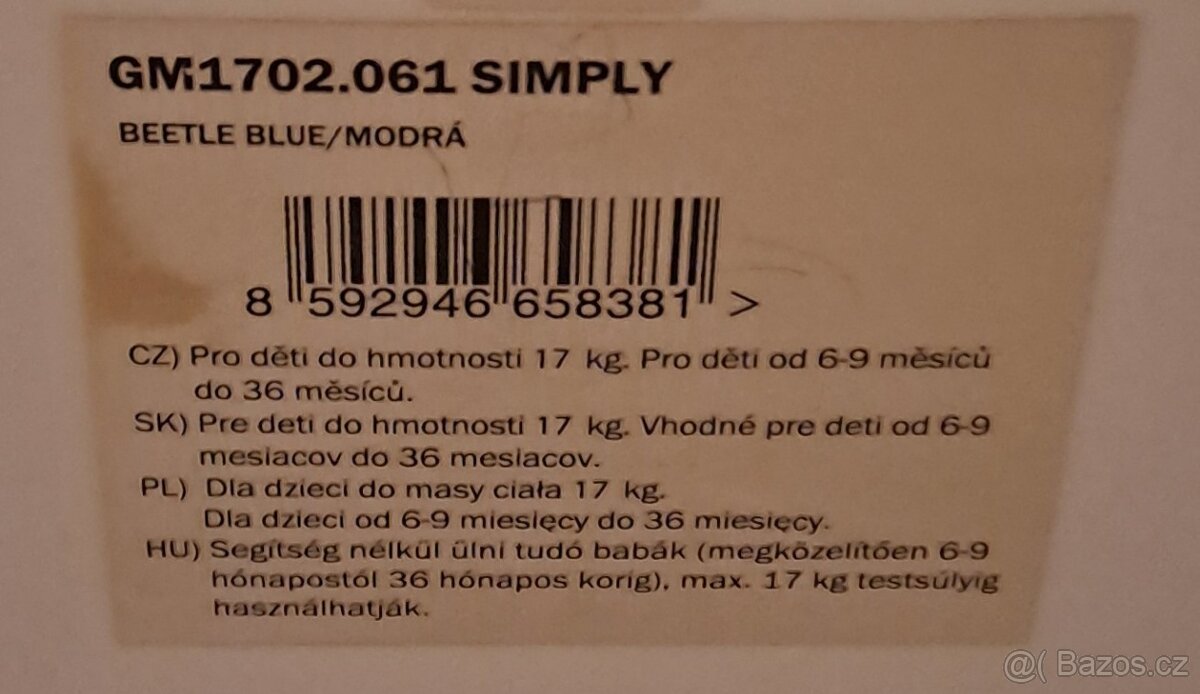 GM1702.061 SIMPLY
BEETLE BLUE/MODRÁ
8 592946 658381 >
CZ) Pro děti do hmotnosti 17 kg. Pro děti od 6-9 měsíců
do 36 měsíců.
SK) Pre deti do hmotnosti 17 kg. Vhodné pre deti od 6-9
mesiacov do 36 mesiacov.
PL) Dla dzieci do masy ciała 17 kg.
Dla dzieci od 6-9 miesięcy do 36 miesięcy.
HU) Segítség nélkül ülni tudó babák (megközelítően 6-9
hónapostól 36 hónapos korig), max. 17 kg testsúlyig
használhatják.
@( Bazos.cz